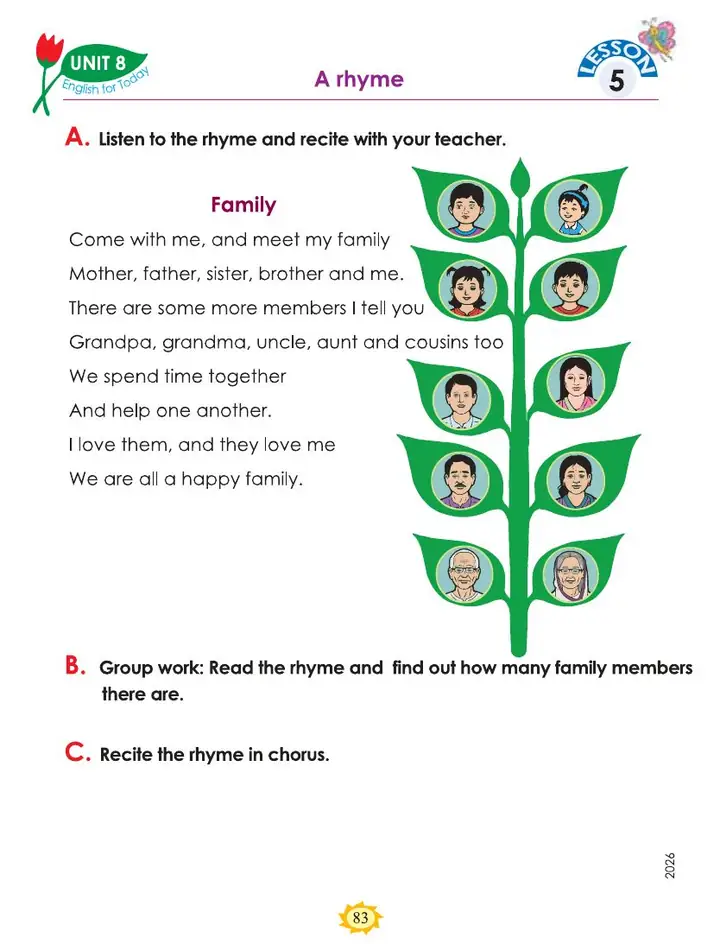 UNIT 8
English for Today
A rhyme
LESSON
5
A. Listen to the rhyme and recite with your teacher.
Family
Come with me, and meet my family
Mother, father, sister, brother and me.
There are some more members I tell you
Grandpa, grandma, uncle, aunt and cousins too
We spend time together
And help one another.
I love them, and they love me
We are all a happy family.
B. Group work: Read the rhyme and find out how many family members
there are.
C. Recite the rhyme in chorus.
2026
83